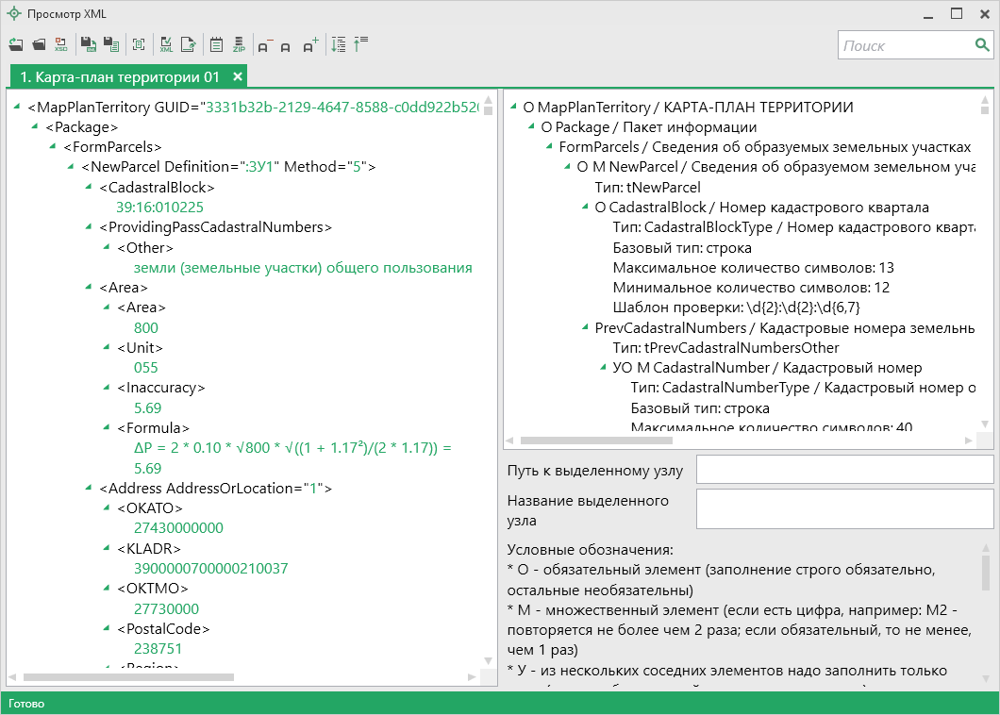 Просмотр XML
XSD
XML
ZIP
Поиск
1. Карта-план территории 01
<MapPlanTerritory GUID="3331b32b-2129-4647-8588-c0dd922b52
<Package>
<FormParcels>
<NewParcel Definition=":ЗУ1" Method="5">
<CadastralBlock>
39:16:010225
<ProvidingPassCadastralNumbers>
<Other>
земли (земельные участки) общего пользования
<Area>
<Area>
800
<Unit>
055
<Inaccuracy>
5.69
<Formula>
ΔP = 2 * 0.10 * √800 * √((1 + 1.17²)/(2 * 1.17)) =
5.69
<Address AddressOrLocation="1">
<OKATO>
27430000000
<KLADR>
3900000700000210037
<OKTMO>
27730000
<PostalCode>
238751
<Region>
О MapPlanTerritory / КАРТА-ПЛАН ТЕРРИТОРИИ
О Package / Пакет информации
FormParcels / Сведения об образуемых земельных участках
О М NewParcel / Сведения об образуемом земельном уча
Тип: tNewParcel
О CadastralBlock / Номер кадастрового квартала
Тип: CadastralBlockType / Номер кадастрового кварта
Базовый тип: строка
Максимальное количество символов: 13
Минимальное количество символов: 12
Шаблон проверки: \d{2}:\d{2}:\d{6,7}
PrevCadastralNumbers / Кадастровые номера земельнь
Тип: tPrevCadastralNumbersOther
УО М CadastralNumber / Кадастровый номер
Тип: CadastralNumberType / Кадастровый номер о
Базовый тип: строка
Максимальное количество символов: 40
Путь к выделенному узлу
Название выделенного
узла
Условные обозначения:
* О - обязательный элемент (заполнение строго обязательно,
остальные необязательны)
* М - множественный элемент (если есть цифра, например: М2 -
повторяется не более чем 2 раза; если обязательный, то не менее,
чем 1 раз)
* У - из нескольких соседних элементов надо заполнить только
Готово